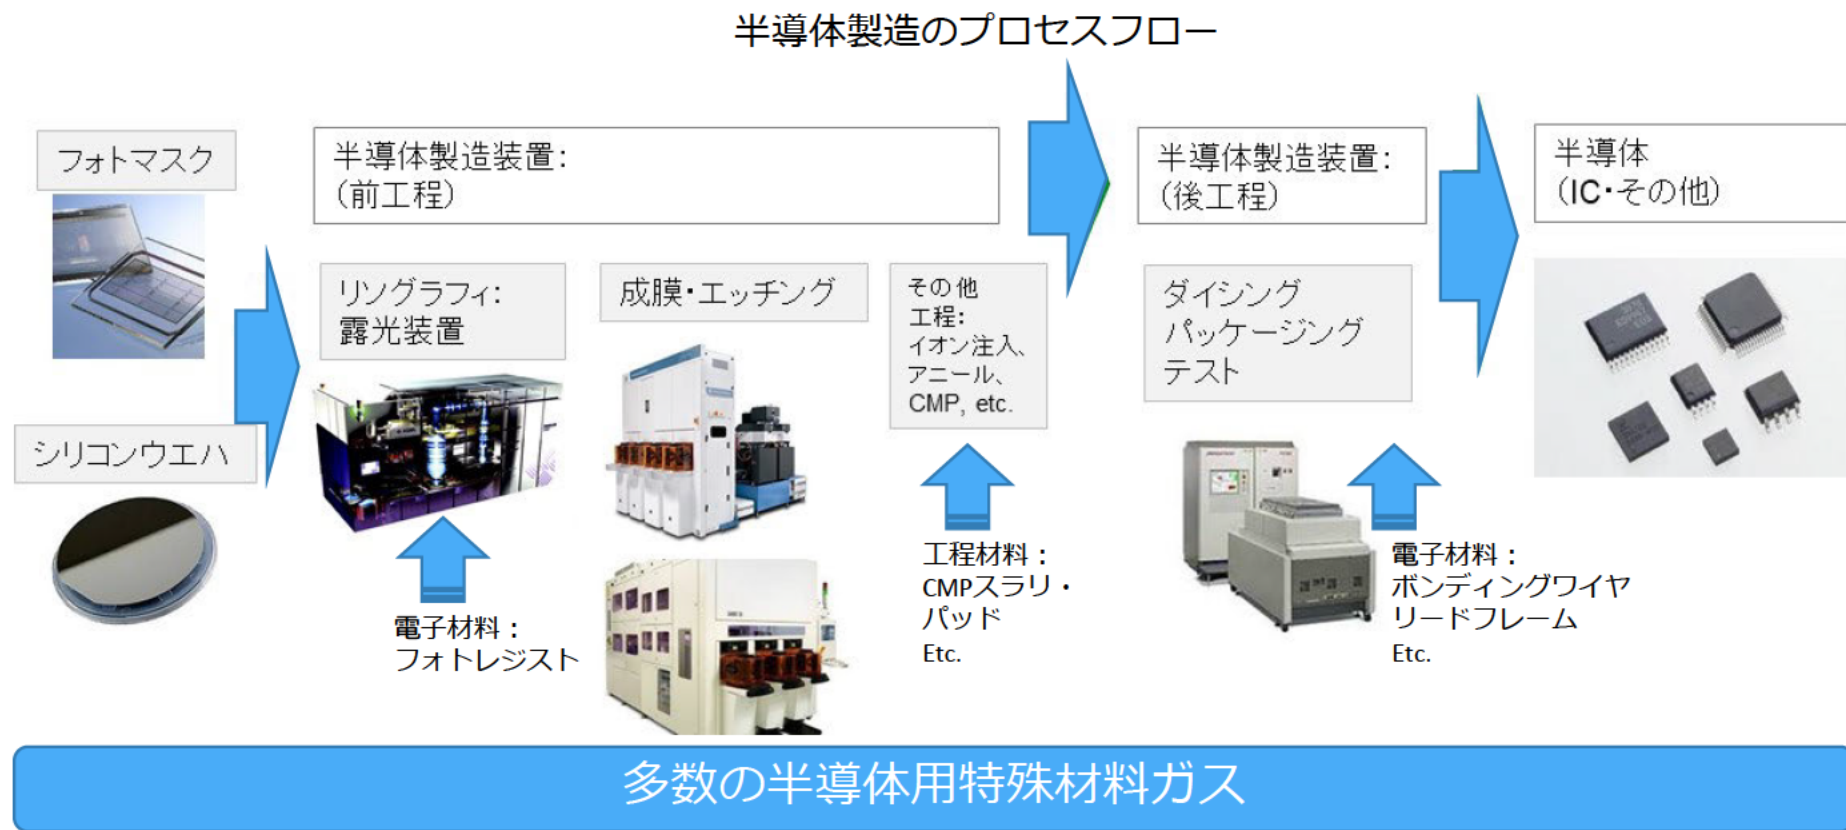 半導体製造のプロセスフロー
フォトマスク
シリコンウエハ
半導体製造装置：
（前工程）
リソグラフィ：
露光装置
電子材料：
フォトレジスト
成膜・エッチング
その他
工程：
イオン注入、
アニール、
CMP, etc.
工程材料：
CMPスラリ・
パッド
Etc.
半導体製造装置：
（後工程）
ダイシング
パッケージング
テスト
電子材料：
ボンディングワイヤ
リードフレーム
Etc.
半導体
（IC・その他）
多数の半導体用特殊材料ガス